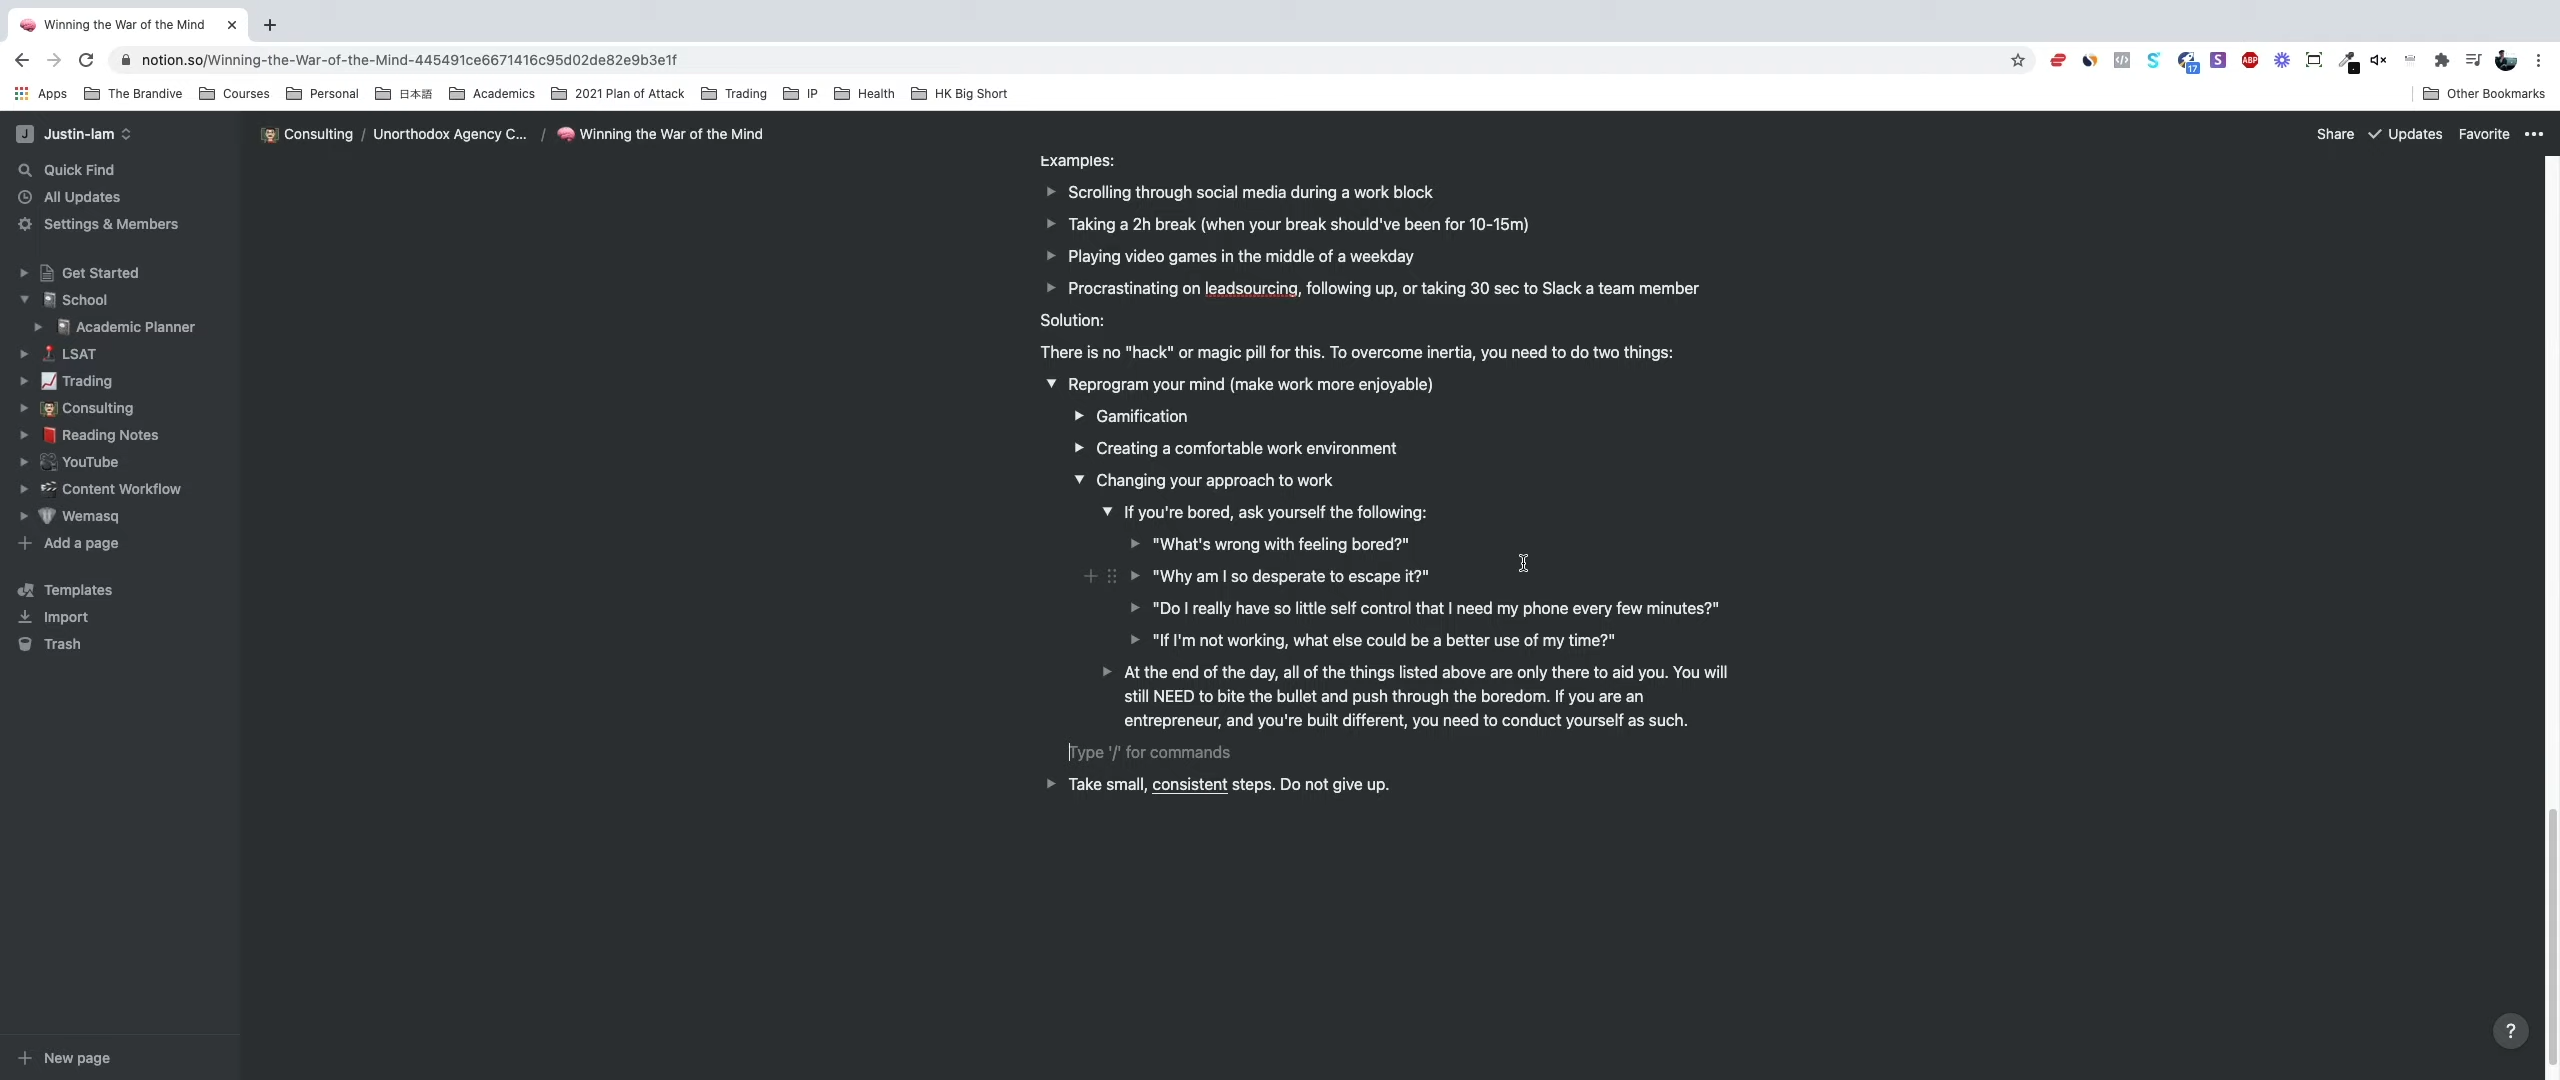 Winning the War of the Mind
notion.so/Winning-the-War-of-the-Mind-445491ce6671416c95d02de82e9b3e1f
17
ABP
Apps
The Brandive
Courses
Personal
日本語
Academics
2021 Plan of Attack
Trading
IP
Health
HK Big Short
Other Bookmarks
J Justin-lam
Consulting / Unorthodox Agency C... / Winning the War of the Mind
Share
Updates
Favorite
Quick Find
All Updates
Settings & Members
Get Started
School
Academic Planner
LSAT
Trading
Consulting
Reading Notes
YouTube
Content Workflow
Wemasq
Add a page
Templates
Import
Trash
New page
Examples:
Scrolling through social media during a work block
Taking a 2h break (when your break should've been for 10-15m)
Playing video games in the middle of a weekday
Procrastinating on leadsourcing, following up, or taking 30 sec to Slack a team member
Solution:
There is no "hack" or magic pill for this. To overcome inertia, you need to do two things:
Reprogram your mind (make work more enjoyable)
Gamification
Creating a comfortable work environment
Changing your approach to work
If you're bored, ask yourself the following:
"What's wrong with feeling bored?"
"Why am I so desperate to escape it?"
"Do I really have so little self control that I need my phone every few minutes?"
"If I'm not working, what else could be a better use of my time?"
At the end of the day, all of the things listed above are only there to aid you. You will
still NEED to bite the bullet and push through the boredom. If you are an
entrepreneur, and you're built different, you need to conduct yourself as such.
Type '/' for commands
Take small, consistent steps. Do not give up.
?